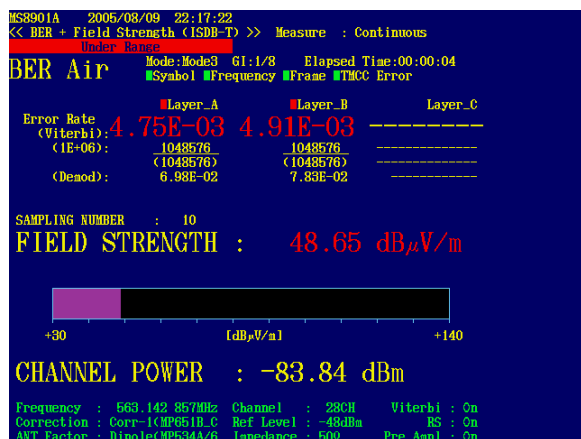 MS8901A 2005/08/09 22:17:22
<< BER + Field Strength (ISDB-T) >> Measure : Continuous
Under Range
BER Air Mode:Mode3 GI:1/8 Elapsed Time:00:00:04
Symbol Frequency Frame TMCC Error
Layer_A Layer_B Layer_C
Error Rate
(Viterbi): 4.75E-03 4.91E-03 ----------
(1E+06): 1048576 1048576 ----------
(1048576) (1048576) ----------
(Demod): 6.98E-02 7.83E-02 ----------
SAMPLING NUMBER : 10
FIELD STRENGTH : 48.65 dBμV/m
+30 [dBμV/m] +140
CHANNEL POWER : -83.84 dBm
Frequency : 563.142 857MHz Channel : 28CH Viterbi : On
Correction : Corr-1(MP651B_C Ref Level : -48dBm RS : On
ANT Factor : Dipole(MP534A/6 Impedance : 50Ω Pre Ampl : On